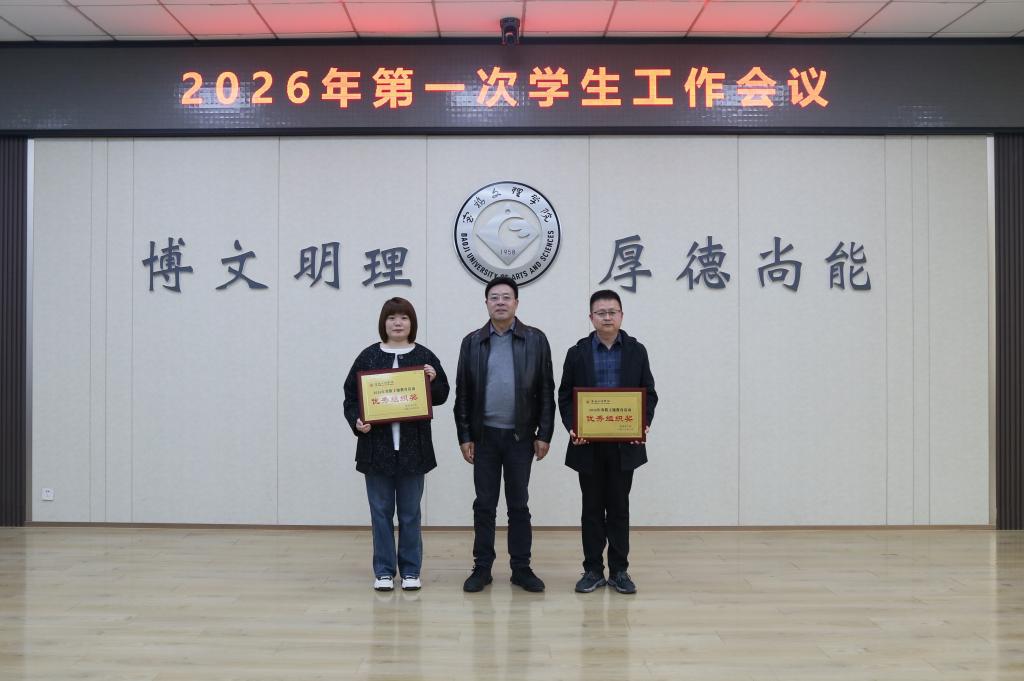 2026年第一次学生工作会议
宝鸡文理学院
1958
BAOJI UNIVERSITY OF ARTS AND SCIENCES
博文明理
厚德尚能
优秀组织奖
优秀组织奖